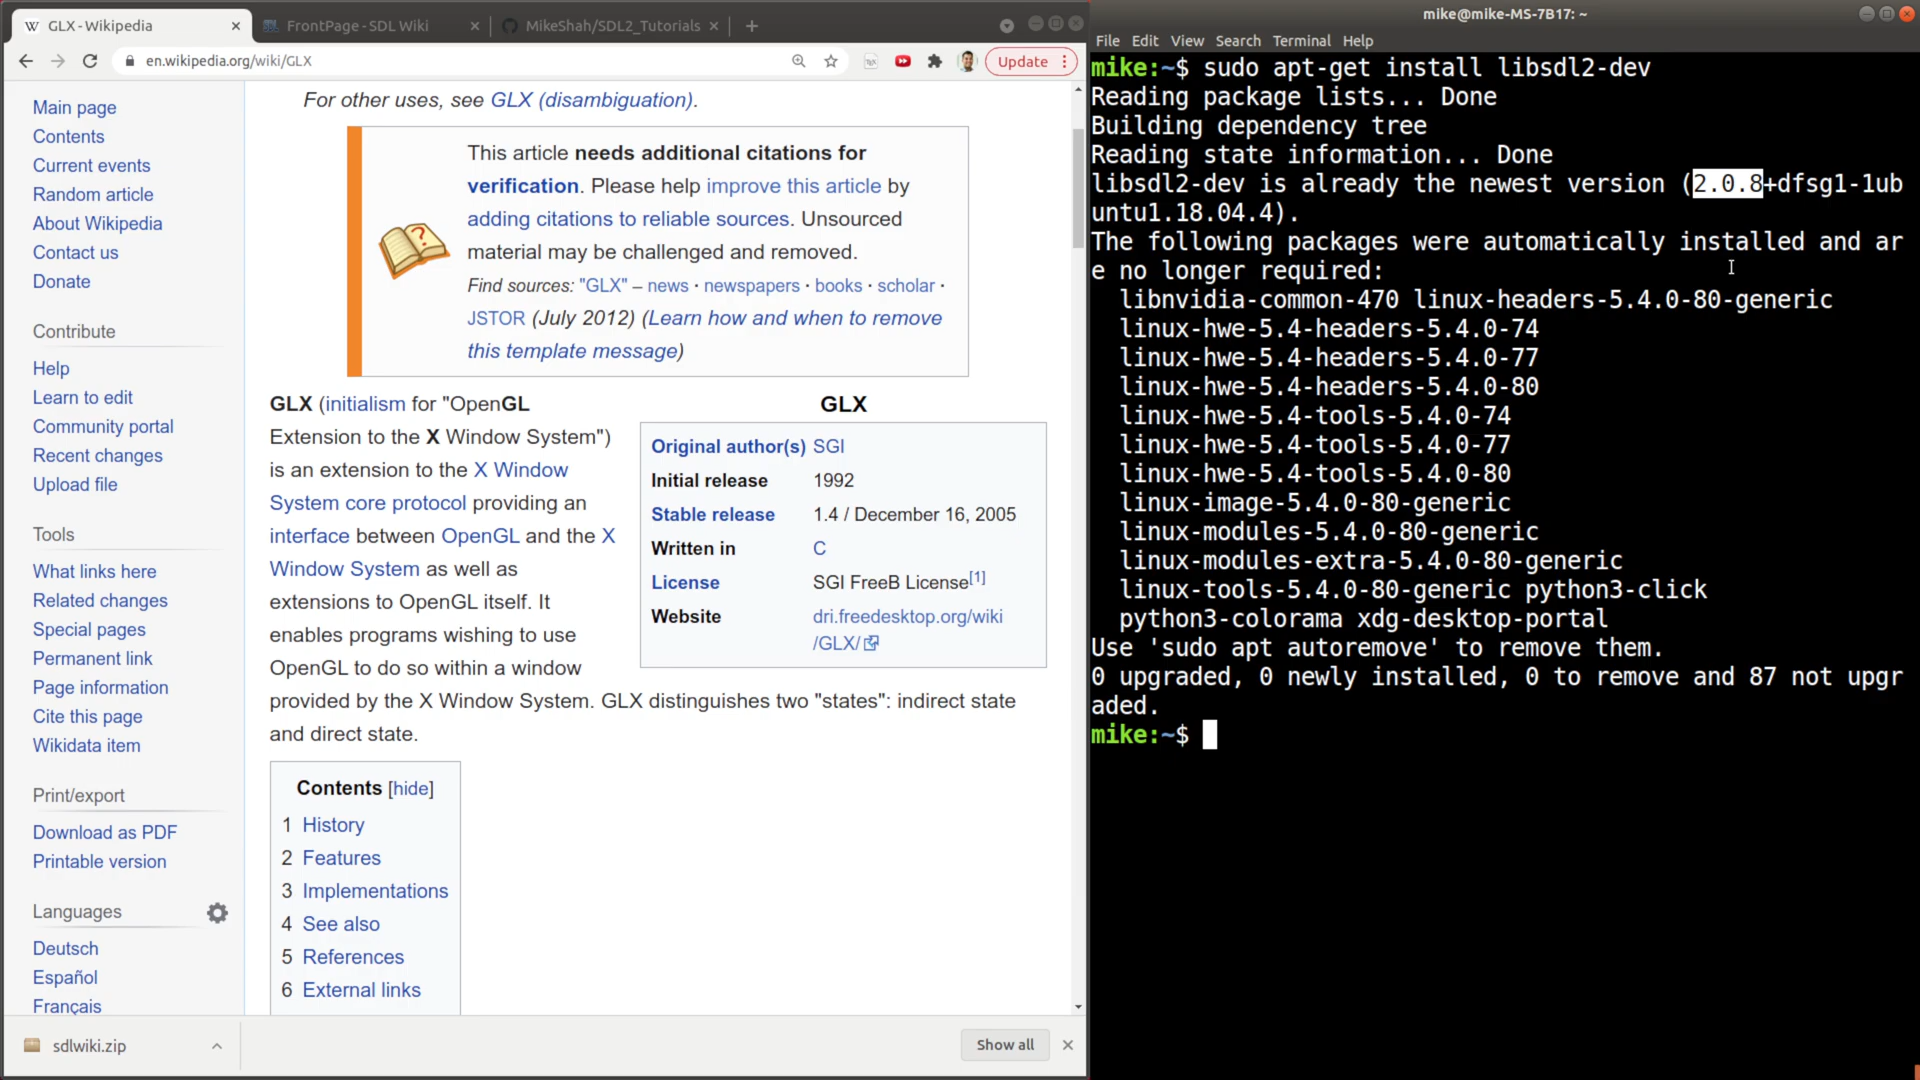 GLX - Wikipedia
FrontPage - SDL Wiki
MikeShah/SDL2_Tutorials
en.wikipedia.org/wiki/GLX
Update
Main page
Contents
Current events
Random article
About Wikipedia
Contact us
Donate
Contribute
Help
Learn to edit
Community portal
Recent changes
Upload file
Tools
What links here
Related changes
Special pages
Permanent link
Page information
Cite this page
Wikidata item
Print/export
Download as PDF
Printable version
Languages
Deutsch
Español
Français
For other uses, see GLX (disambiguation).
This article needs additional citations for
verification. Please help improve this article by
adding citations to reliable sources. Unsourced
material may be challenged and removed.
Find sources: "GLX" – news · newspapers · books · scholar ·
JSTOR (July 2012) (Learn how and when to remove
this template message)
GLX (initialism for "OpenGL
Extension to the X Window System")
is an extension to the X Window
System core protocol providing an
interface between OpenGL and the X
Window System as well as
extensions to OpenGL itself. It
enables programs wishing to use
OpenGL to do so within a window
provided by the X Window System. GLX distinguishes two "states": indirect state
and direct state.
GLX
Original author(s) SGI
Initial release 1992
Stable release 1.4 / December 16, 2005
Written in C
License SGI FreeB License[1]
Website dri.freedesktop.org/wiki
/GLX/
Contents [hide]
1 History
2 Features
3 Implementations
4 See also
5 References
6 External links
sdlwiki.zip
Show all
mike@mike-MS-7B17: ~
File Edit View Search Terminal Help
mike:~$ sudo apt-get install libsdl2-dev
Reading package lists... Done
Building dependency tree
Reading state information... Done
libsdl2-dev is already the newest version (2.0.8+dfsg1-1ub
untu1.18.04.4).
The following packages were automatically installed and ar
e no longer required:
libnvidia-common-470 linux-headers-5.4.0-80-generic
linux-hwe-5.4-headers-5.4.0-74
linux-hwe-5.4-headers-5.4.0-77
linux-hwe-5.4-headers-5.4.0-80
linux-hwe-5.4-tools-5.4.0-74
linux-hwe-5.4-tools-5.4.0-77
linux-hwe-5.4-tools-5.4.0-80
linux-image-5.4.0-80-generic
linux-modules-5.4.0-80-generic
linux-modules-extra-5.4.0-80-generic
linux-tools-5.4.0-80-generic python3-click
python3-colorama xdg-desktop-portal
Use 'sudo apt autoremove' to remove them.
0 upgraded, 0 newly installed, 0 to remove and 87 not upgr
aded.
mike:~$